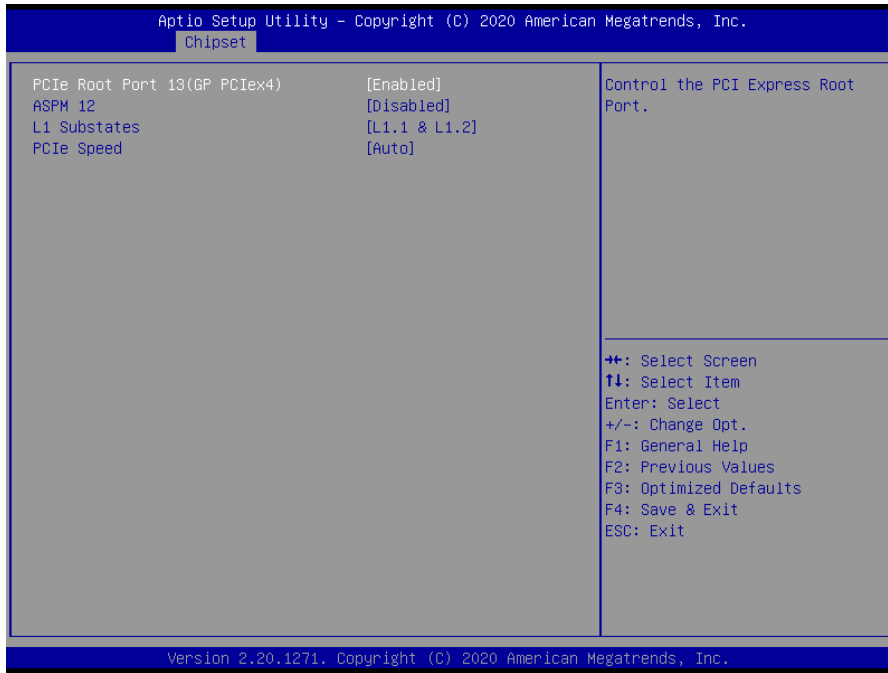 Aptio Setup Utility – Copyright (C) 2020 American Megatrends, Inc.
Chipset
PCIe Root Port 13(GP PCIex4) [Enabled]
ASPM 12 [Disabled]
L1 Substates [L1.1 & L1.2]
PCIe Speed [Auto]
Control the PCI Express Root
Port.
→←: Select Screen
↑↓: Select Item
Enter: Select
+/-: Change Opt.
F1: General Help
F2: Previous Values
F3: Optimized Defaults
F4: Save & Exit
ESC: Exit
Version 2.20.1271. Copyright (C) 2020 American Megatrends, Inc.